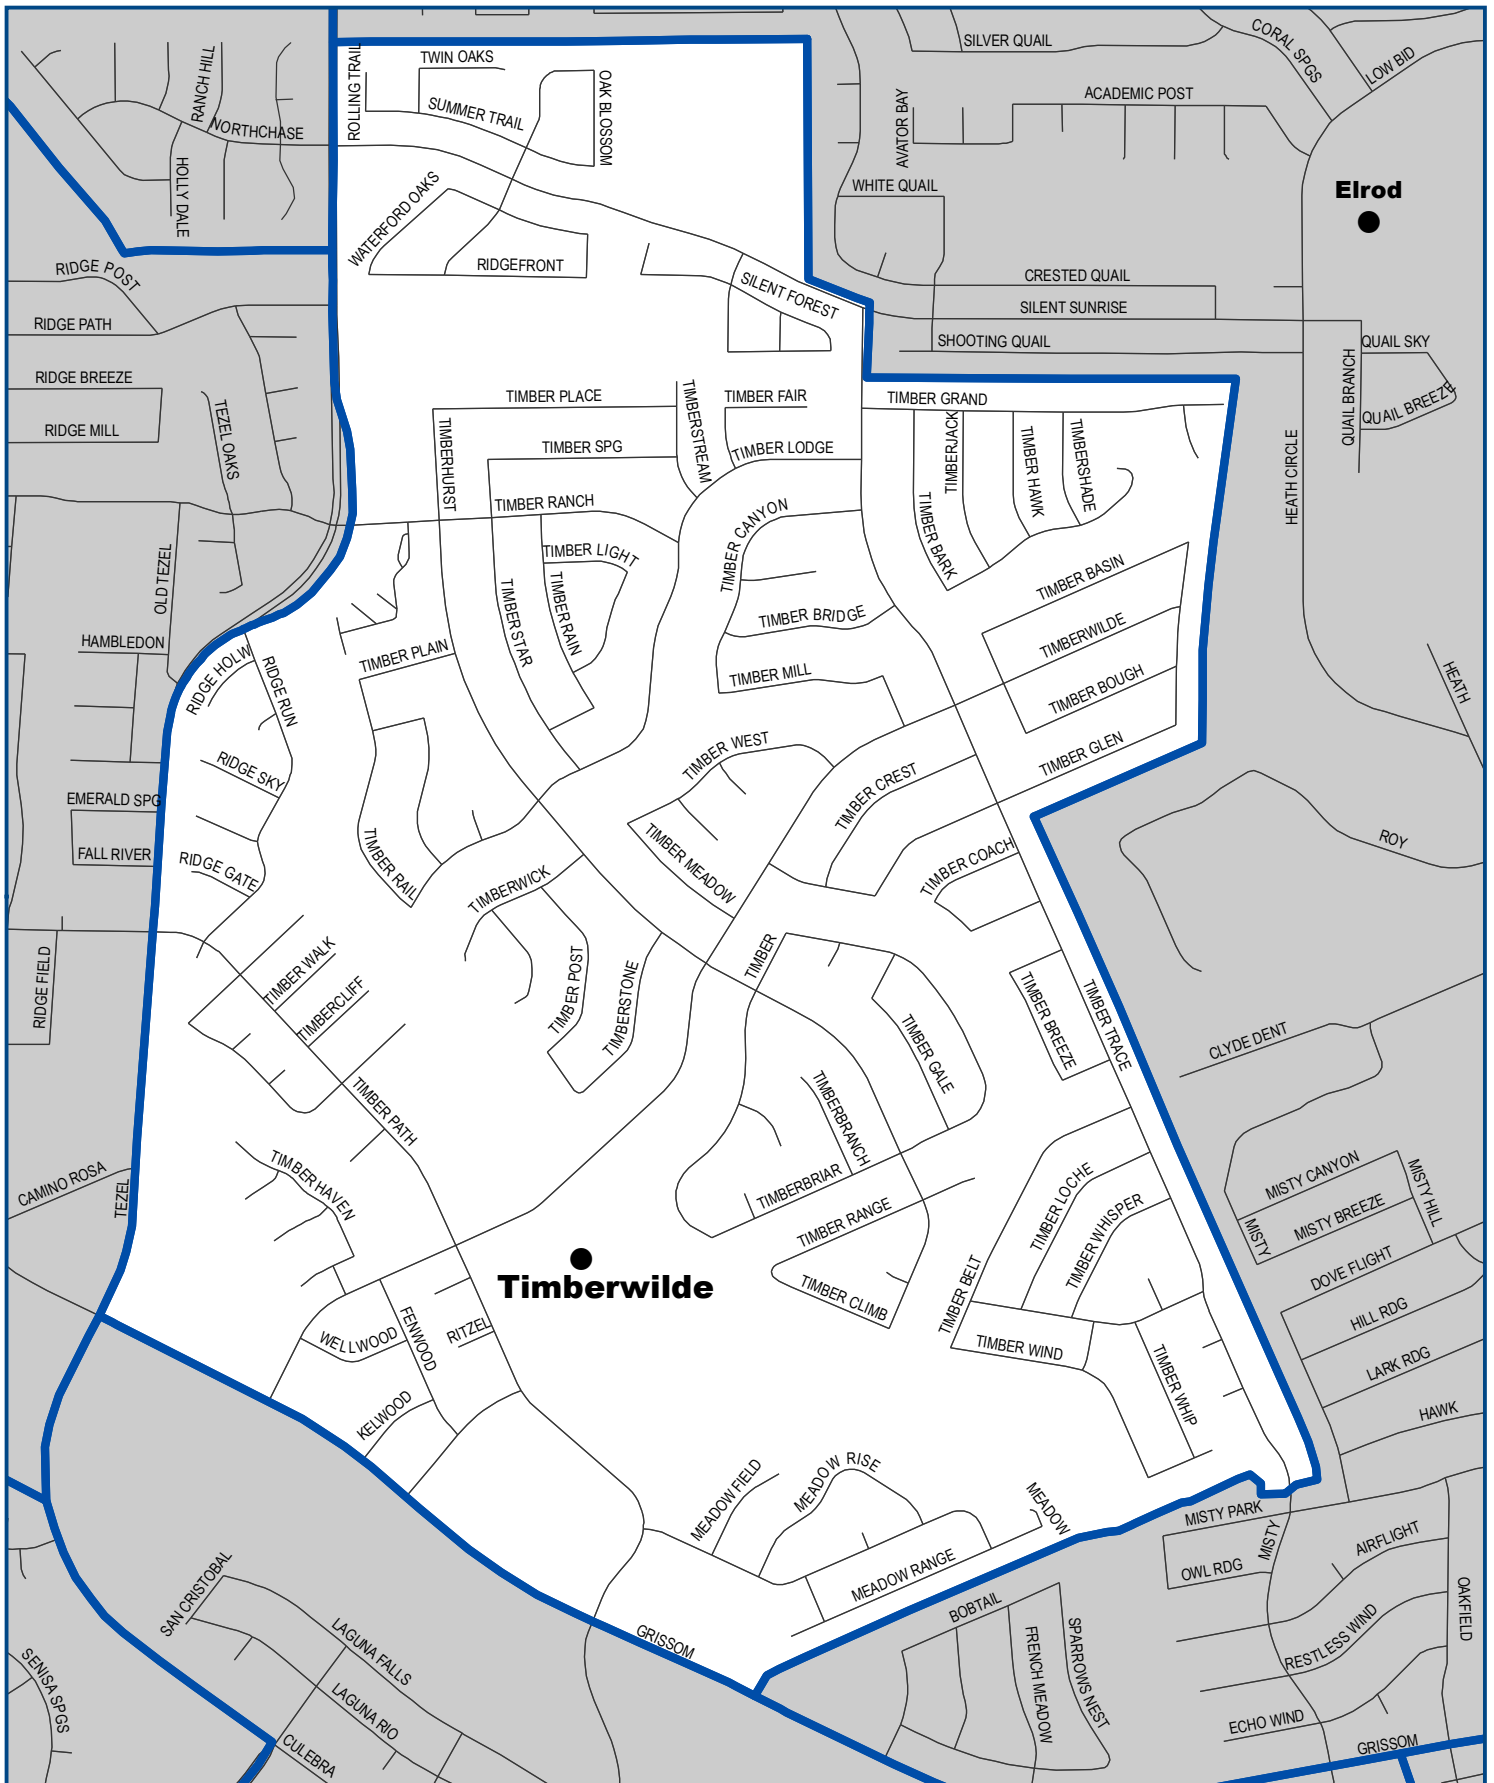 SILVER QUAIL
CORAL SPGS
LOW BID
TWIN OAKS
ROLLING TRAIL
RANCH HILL
OAK BLOSSOM
ACADEMIC POST
SUMMER TRAIL
NORTHCHASE
AVATOR BAY
HOLLY DALE
WATERFORD OAKS
WHITE QUAIL
Elrod
RIDGEFRONT
RIDGE POST
CRESTED QUAIL
SILENT FOREST
SILENT SUNRISE
RIDGE PATH
SHOOTING QUAIL
QUAIL SKY
QUAIL BRANCH
QUAIL BREEZE
RIDGE BREEZE
TIMBER PLACE
TIMBERSTREAM
TIMBER FAIR
TIMBER GRAND
RIDGE MILL
TEZEL OAKS
TIMBERHURST
TIMBER SPG
TIMBER LODGE
TIMBERJACK
TIMBER HAWK
TIMBERSHADE
HEATH CIRCLE
TIMBER RANCH
TIMBER CANYON
TIMBER BARK
TIMBER LIGHT
OLD TEZEL
TIMBERSTAR
TIMBER RAIN
TIMBER BASIN
TIMBER BRIDGE
TIMBERWILDE
HAMBLEDON
RIDGE HOLW
RIDGE RUN
TIMBER PLAIN
TIMBER MILL
TIMBER BOUGH
HEATH
TIMBER WEST
TIMBER GLEN
RIDGE SKY
TIMBER CREST
EMERALD SPG
FALL RIVER
RIDGE GATE
TIMBER RAIL
TIMBER MEADOW
TIMBER COACH
ROY
TIMBERWICK
RIDGE FIELD
TIMBER WALK
TIMBERCLIFF
TIMBER POST
TIMBERSTONE
TIMBER
TIMBER BREEZE
TIMBER TRACE
TIMBER GALE
CLYDE DENT
TIMBER PATH
TIMBERBRANCH
CAMINO ROSA
TEZEL
TIMBER HAVEN
TIMBERBRIAR
TIMBER RANGE
TIMBER LOCHE
TIMBER WHISPER
MISTY CANYON
MISTY HILL
MISTY BREEZE
MISTY
DOVE FLIGHT
Timberwilde
TIMBER CLIMB
TIMBER BELT
HILL RDG
WELLWOOD
FENWOOD
RITZEL
TIMBER WIND
TIMBER WHIP
LARK RDG
KELWOOD
HAWK
MEADOW FIELD
MEADOW RISE
MEADOW
MISTY PARK
MISTY
AIRFLIGHT
MEADOW RANGE
OWL RDG
SAN CRISTOBAL
BOBTAIL
OAKFIELD
GRISSOM
LAGUNA FALLS
FRENCH MEADOW
SPARROWS NEST
RESTLESS WIND
SENISA SPGS
LAGUNA RIO
ECHO WIND
CULEBRA
GRISSOM